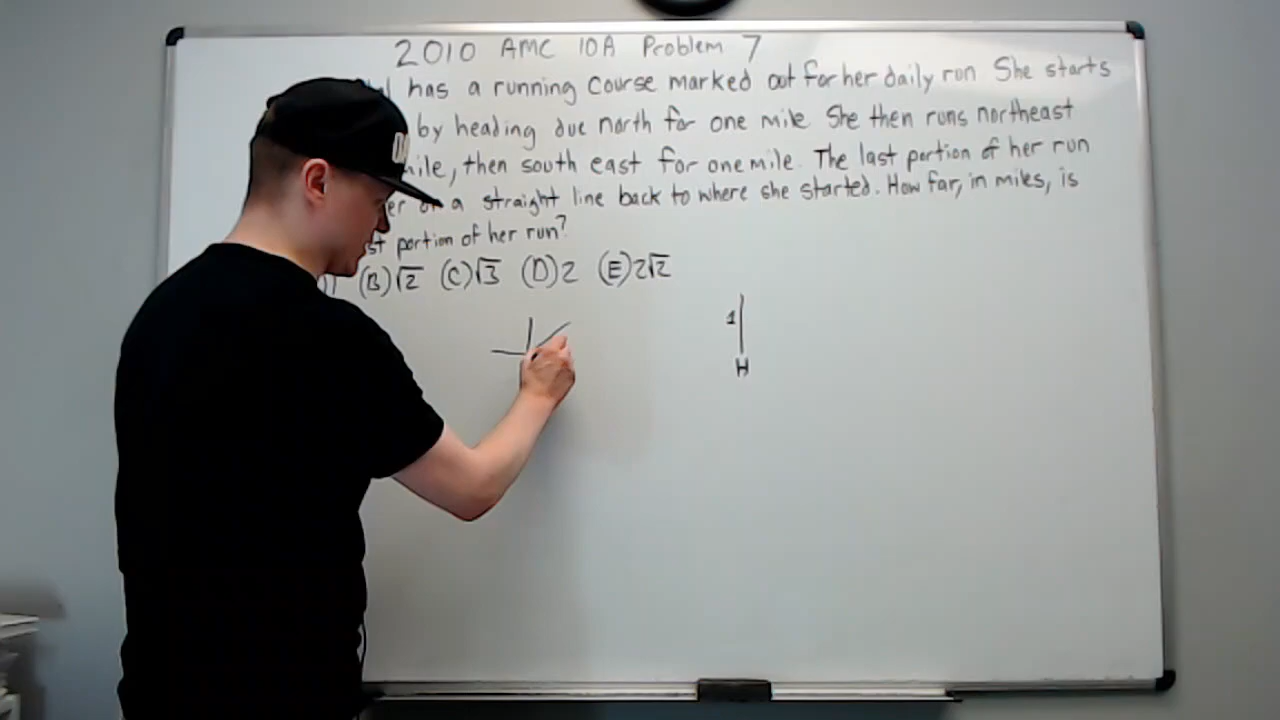 2010 AMC 10A Problem 7
has a running Course marked out for her daily run She starts
by heading due north for one mile. She then runs northeast
mile, then south east for one mile. The last portion of her run
on a straight line back to where she started. How far, in miles, is
portion of her run?
(B)√2 (C)√3 (D)2 (E)2√2
1
H